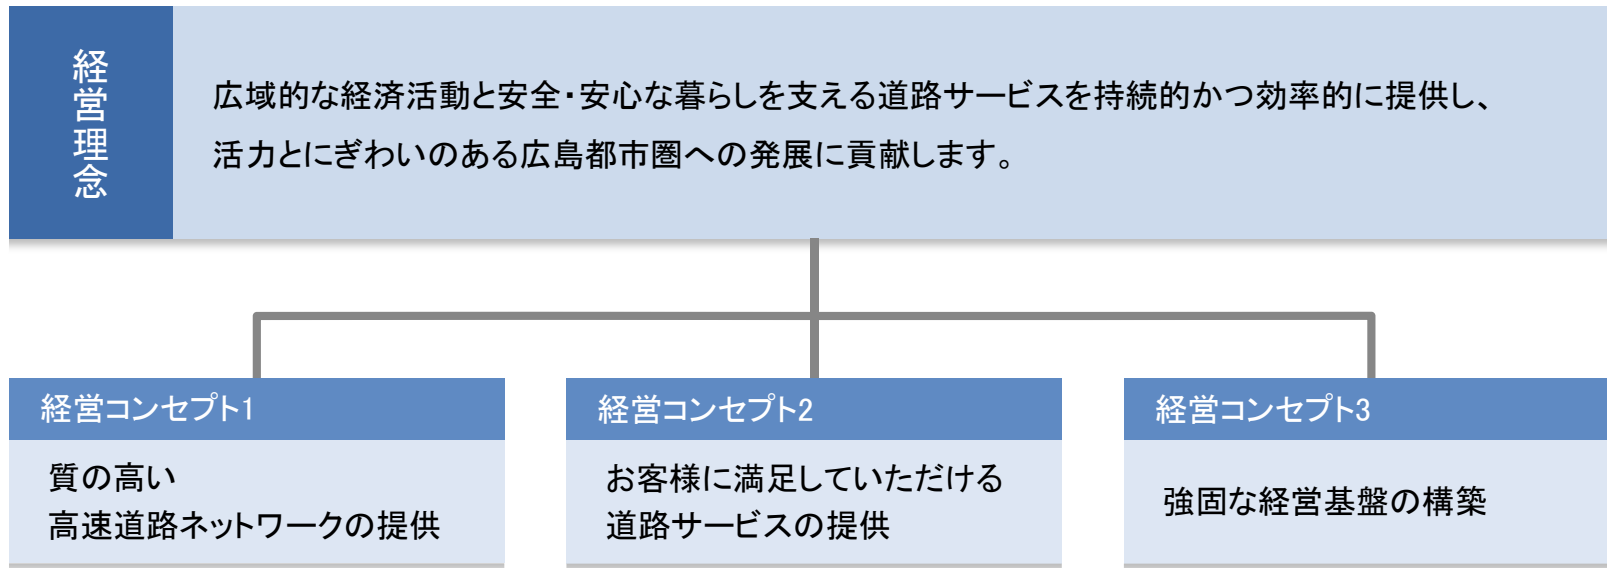 経営理念
広域的な経済活動と安全・安心な暮らしを支える道路サービスを持続的かつ効率的に提供し、
活力とにぎわいのある広島都市圏への発展に貢献します。
経営コンセプト1
質の高い
高速道路ネットワークの提供
経営コンセプト2
お客様に満足していただける
道路サービスの提供
経営コンセプト3
強固な経営基盤の構築